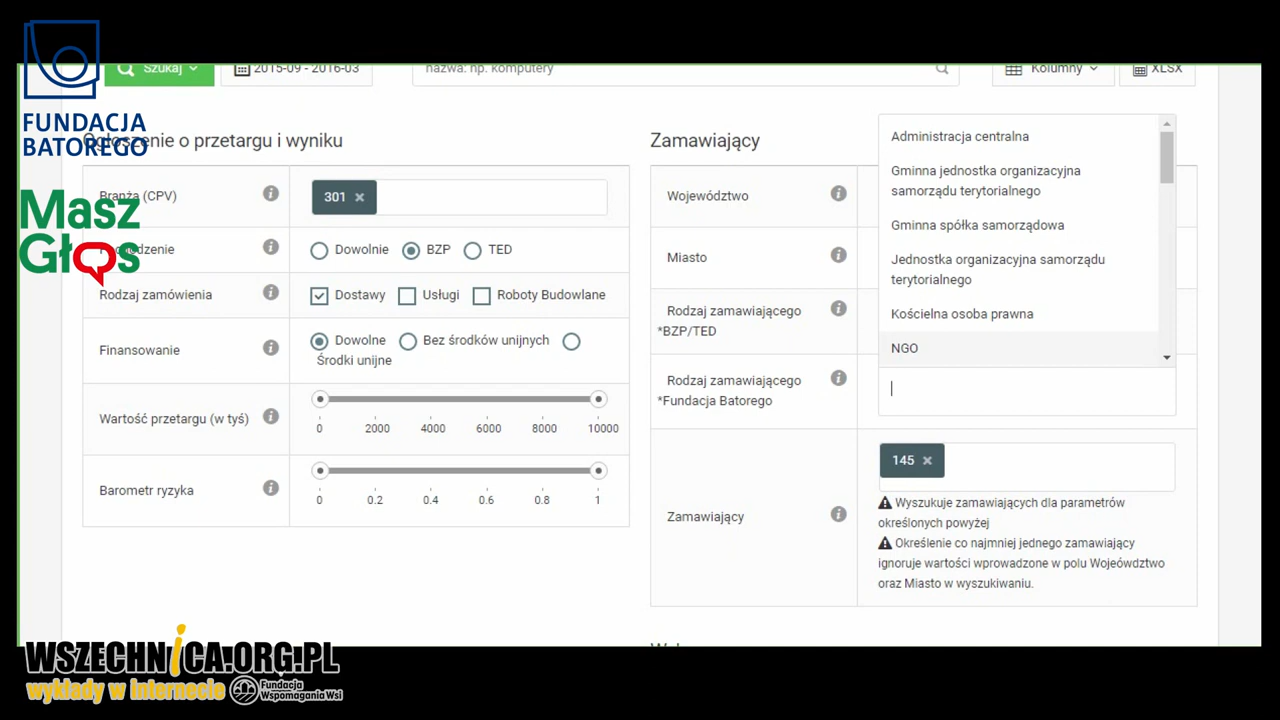 FUNDACJA
BATOREGO
Masz
Głos
Szukaj
2015-09 - 2016-03
nazwa: np. komputery
Kolumny
XLSX
Ogłoszenie o przetargu i wyniku
Branża (CPV)
301
Dowolnie
BZP
TED
Rodzaj zamówienia
Dostawy
Usługi
Roboty Budowlane
Finansowanie
Dowolne
Bez środków unijnych
Środki unijne
Wartość przetargu (w tyś)
0 2000 4000 6000 8000 10000
Barometr ryzyka
0 0.2 0.4 0.6 0.8 1
Zamawiający
Województwo
Miasto
Rodzaj zamawiającego
*BZP/TED
Rodzaj zamawiającego
*Fundacja Batorego
Administracja centralna
Gminna jednostka organizacyjna
samorządu terytorialnego
Gminna spółka samorządowa
Jednostka organizacyjna samorządu
terytorialnego
Kościelna osoba prawna
NGO
Zamawiający
145
Wyszukuje zamawiających dla parametrów
określonych powyżej
Określenie co najmniej jednego zamawiający
ignoruje wartości wprowadzone w polu Wojeówdztwo
oraz Miasto w wyszukiwaniu.
WSZECHNICA.ORG.PL
wykłady w internecie
Fundacja
Wspomagania Wsi